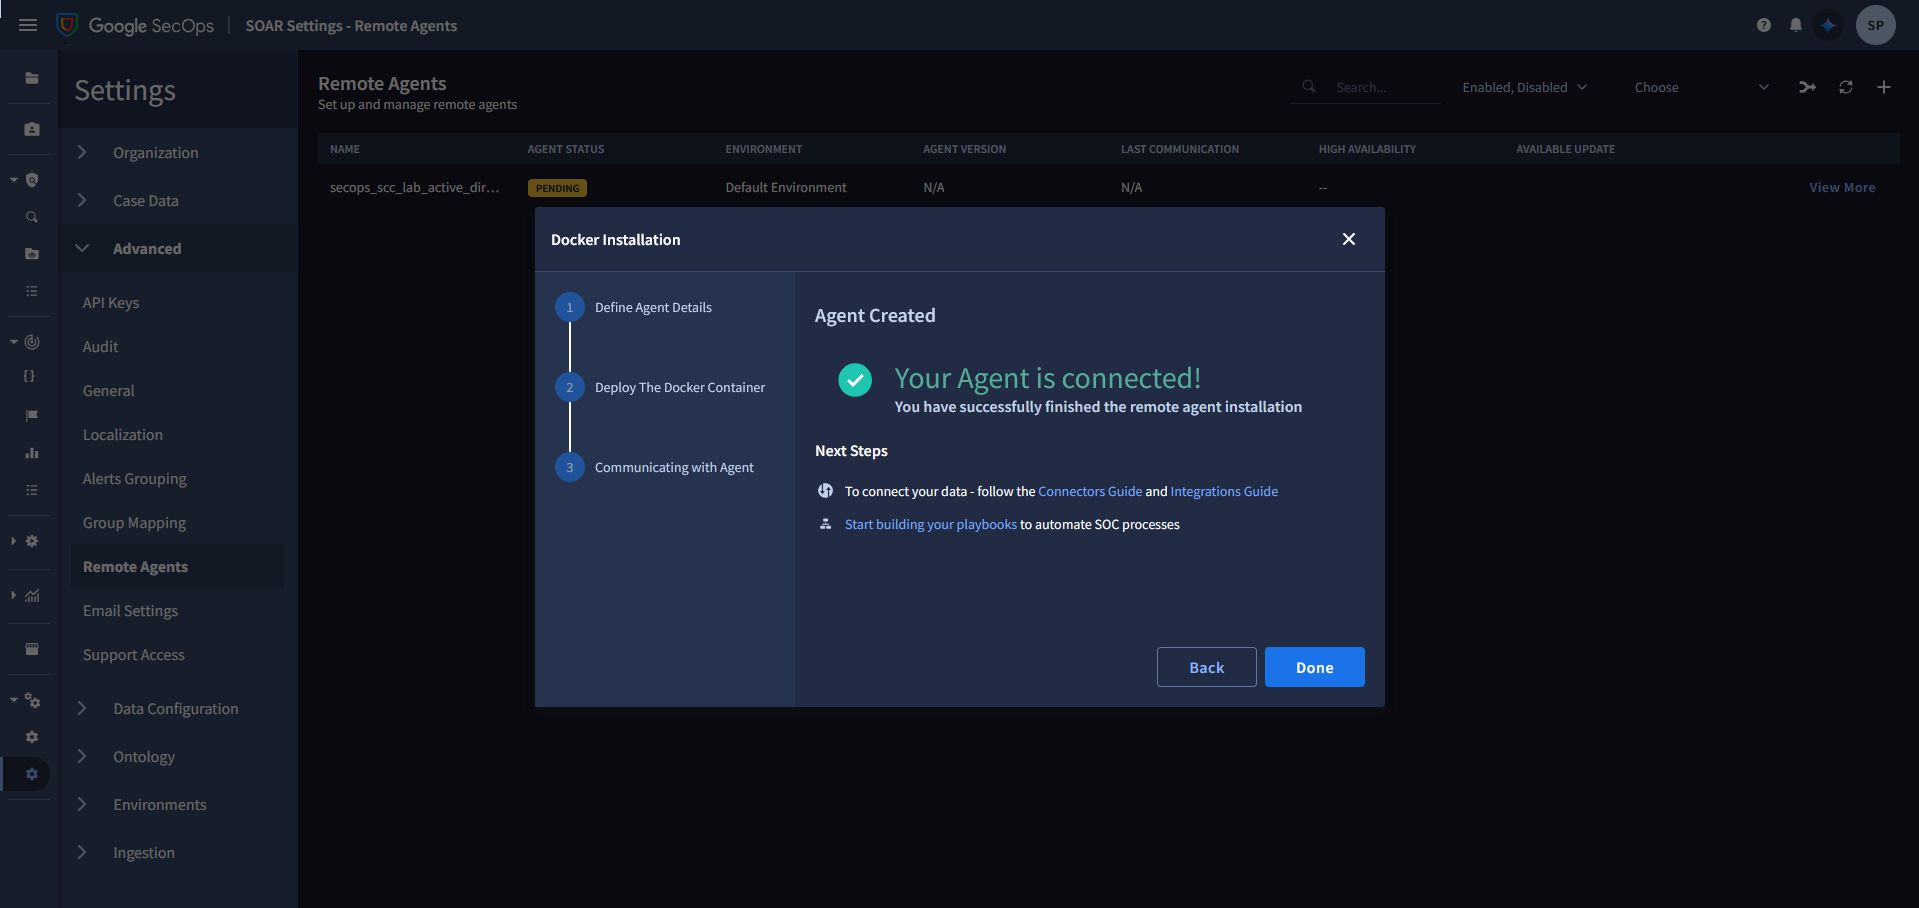 Google SecOps
SOAR Settings - Remote Agents
SP
Settings
Organization
Case Data
Advanced
API Keys
Audit
General
Localization
Alerts Grouping
Group Mapping
Remote Agents
Email Settings
Support Access
Data Configuration
Ontology
Environments
Ingestion
Remote Agents
Set up and manage remote agents
Search...
Enabled, Disabled
Choose
NAME AGENT STATUS ENVIRONMENT AGENT VERSION LAST COMMUNICATION HIGH AVAILABILITY AVAILABLE UPDATE
secops_scc_lab_active_dir... PENDING Default Environment N/A N/A -- View More
Docker Installation
1 Define Agent Details
2 Deploy The Docker Container
3 Communicating with Agent
Agent Created
Your Agent is connected!
You have successfully finished the remote agent installation
Next Steps
To connect your data - follow the Connectors Guide and Integrations Guide
Start building your playbooks to automate SOC processes
Back
Done